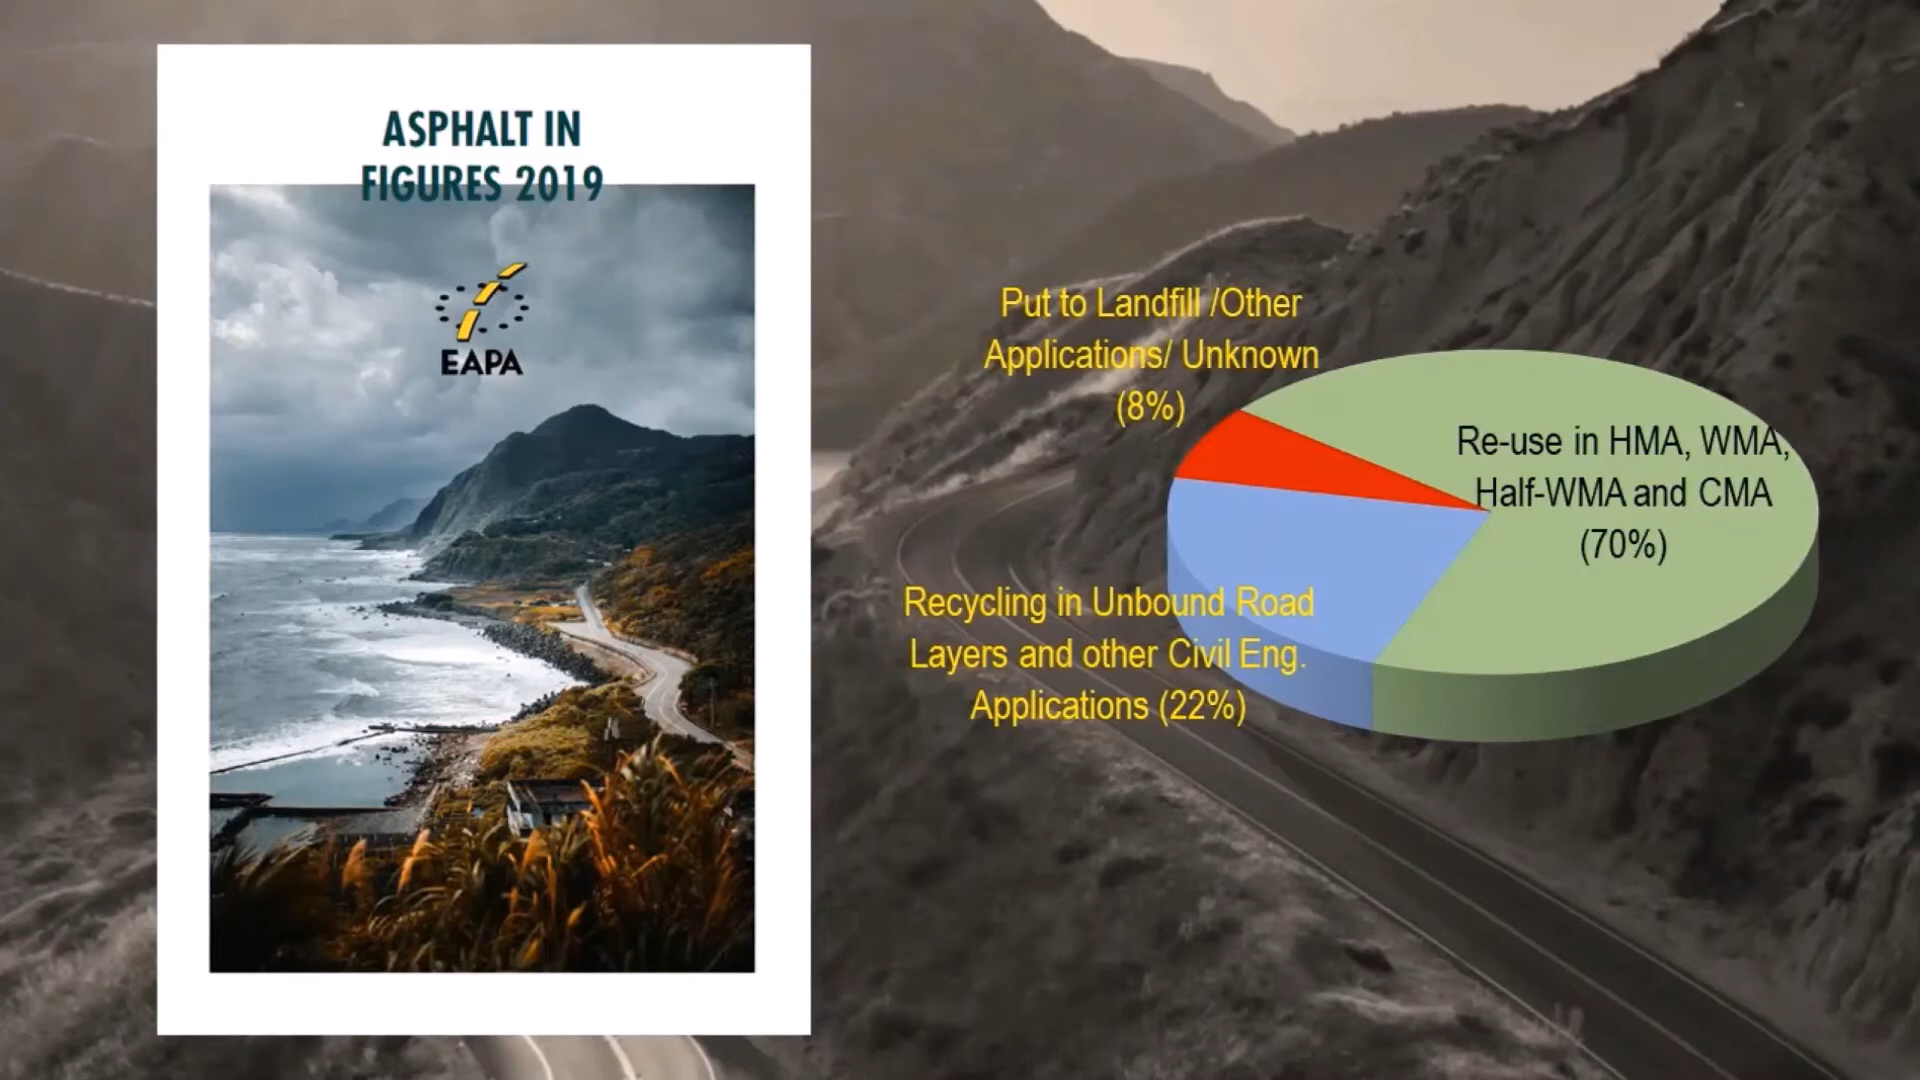 ASPHALT IN
FIGURES 2019
EAPA
Put to Landfill /Other
Applications/ Unknown
(8%)
Re-use in HMA, WMA,
Half-WMA and CMA
(70%)
Recycling in Unbound Road
Layers and other Civil Eng.
Applications (22%)